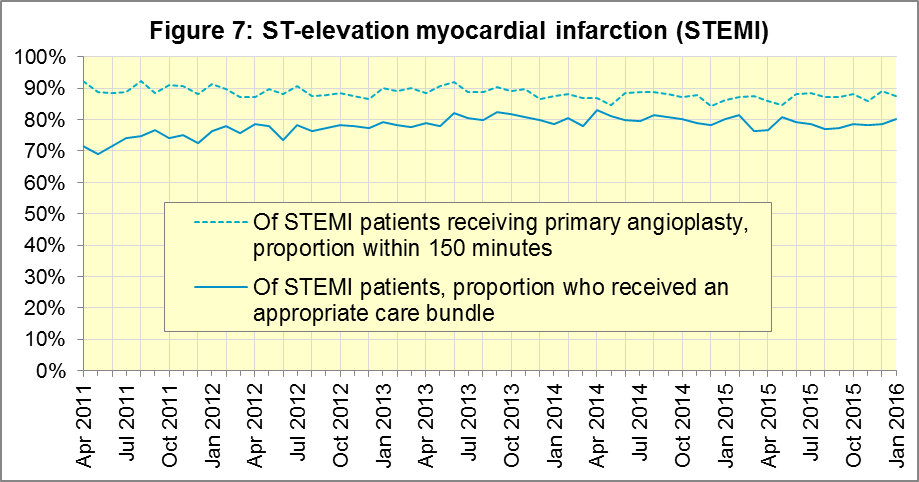 Figure 7: ST-elevation myocardial infarction (STEMI)
100%
90%
80%
70%
60%
50%
40%
30%
20%
10%
0%
Of STEMI patients receiving primary angioplasty,
proportion within 150 minutes
Of STEMI patients, proportion who received an
appropriate care bundle
Apr 2011
Jul 2011
Oct 2011
Jan 2012
Apr 2012
Jul 2012
Oct 2012
Jan 2013
Apr 2013
Jul 2013
Oct 2013
Jan 2014
Apr 2014
Jul 2014
Oct 2014
Jan 2015
Apr 2015
Jul 2015
Oct 2015
Jan 2016